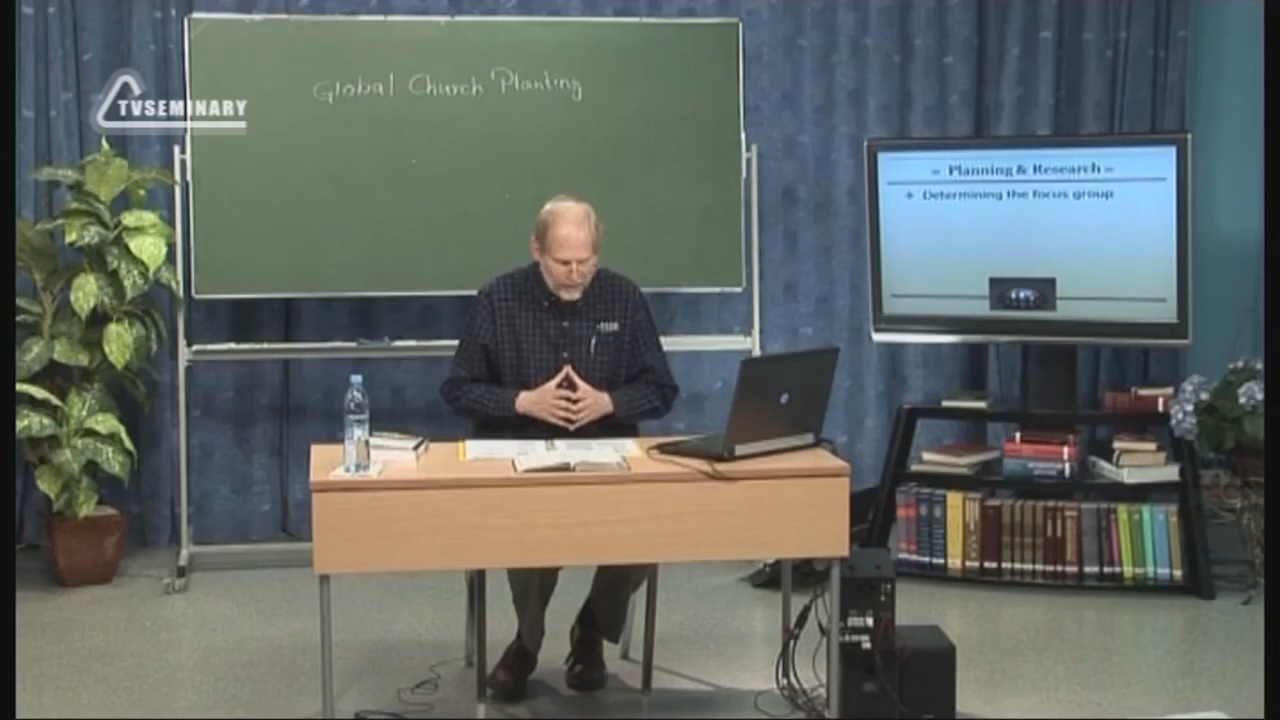 TVSEMINARY
Global Church Planting
Planning & Research
Determining the focus group